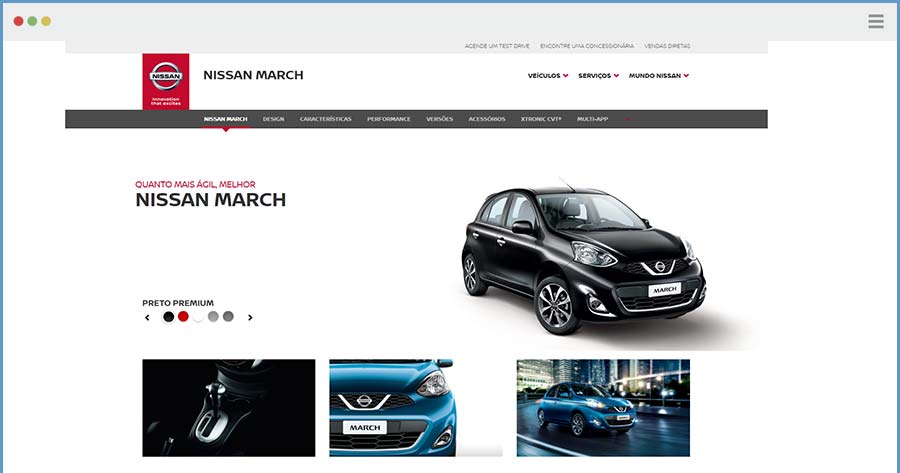 AGENDE UM TEST DRIVE ENCONTRE UMA CONCESSIONÁRIA VENDAS DIRETAS
NISSAN
Innovation
that excites
NISSAN MARCH
VEÍCULOS SERVIÇOS MUNDO NISSAN
NISSAN MARCH DESIGN CARACTERÍSTICAS PERFORMANCE VERSÕES ACESSÓRIOS XTRONIC CVT® MULTI-APP
QUANTO MAIS ÁGIL, MELHOR
NISSAN MARCH
MARCH
PRETO PREMIUM
MARCH